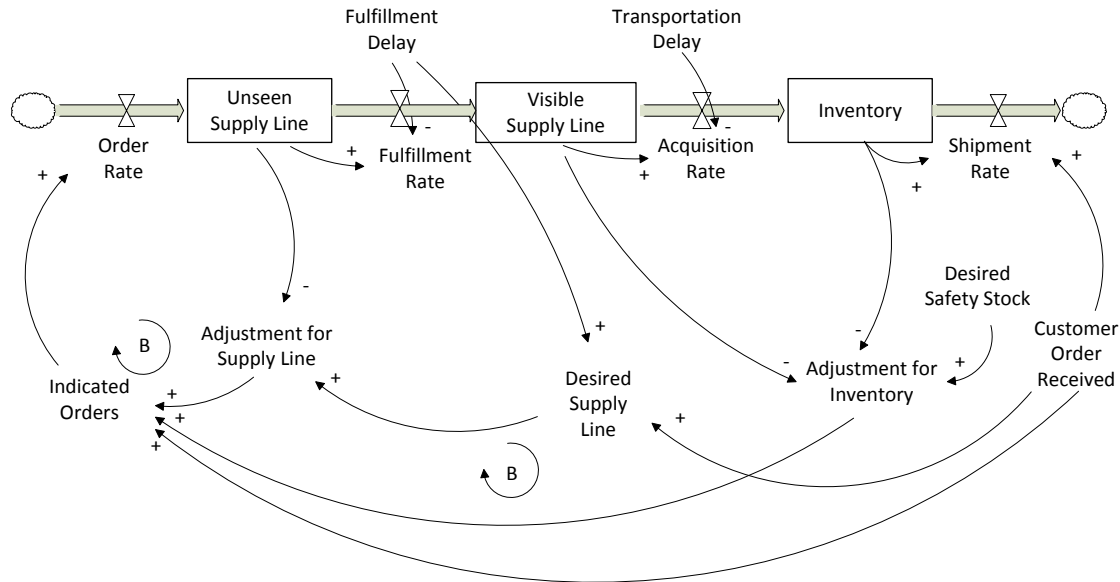 Fulfillment
Delay
Transportation
Delay
Unseen
Supply Line
Visible
Supply Line
Inventory
Order
Rate
-
Fulfillment
Rate
-
Acquisition
Rate
Shipment
Rate
+
+
+
+
+
+
Desired
Safety Stock
-
Adjustment for
Supply Line
B
+
-
-
Customer
Order
Received
Adjustment for
Inventory
+
Indicated
Orders
+
+
+
+
Desired
Supply
Line
+
B